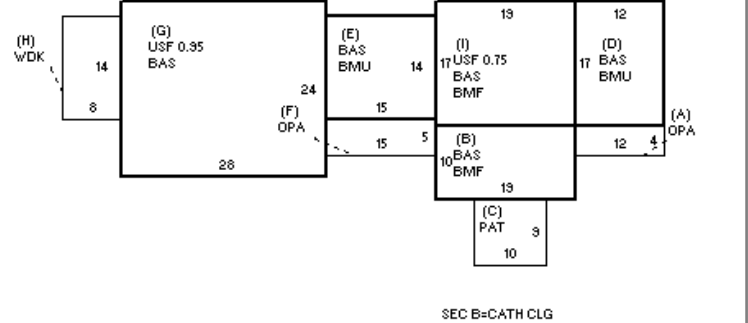 (H)
WDK
14
8
(G)
USF 0.95
BAS
24
28
(E)
BAS
BMU
14
15
(F)
OPA
15
5
19
(I)
17 USF 0.75
BAS
BMF
12
(D)
17 BAS
BMU
(B)
10 BAS
BMF
19
(A)
OPA
12
4
(C)
PAT
9
10
SEC B=CATH CLG